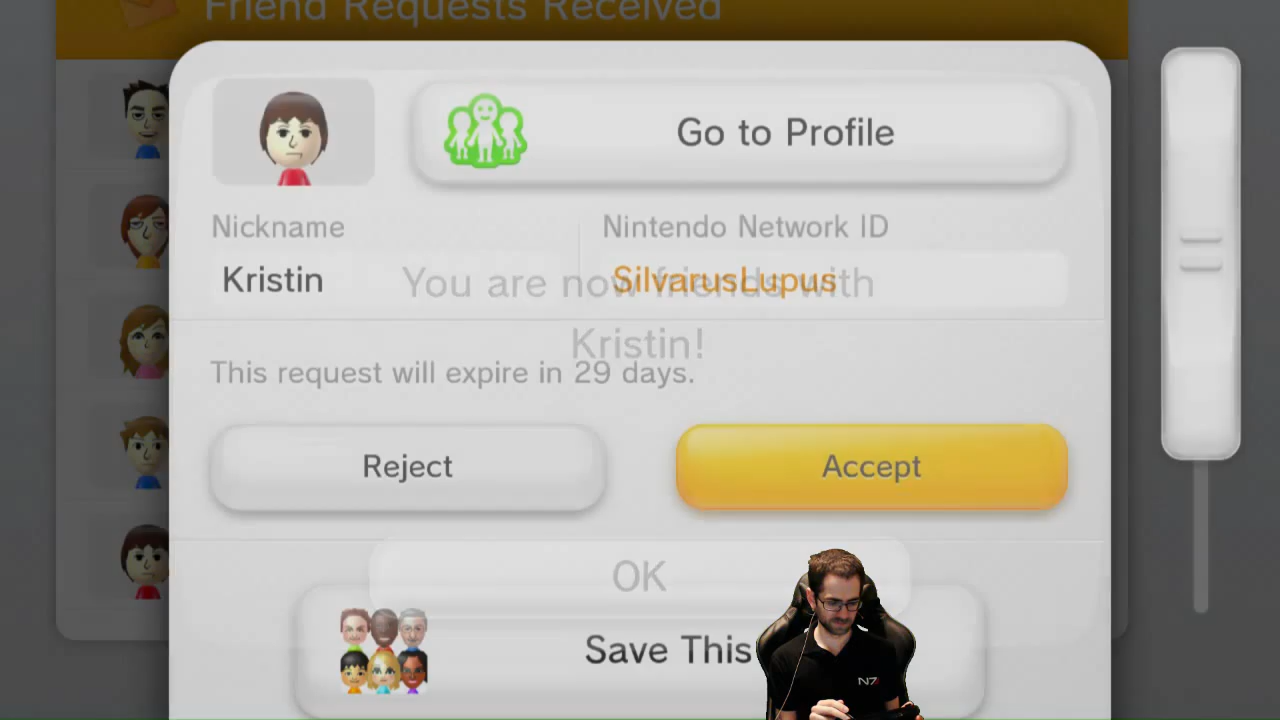 Friend Requests Received
Go to Profile
Nickname
Nintendo Network ID
Kristin
SilvarusLupus
You are now friends with
Kristin!
This request will expire in 29 days.
Reject
Accept
OK
Save This
N7